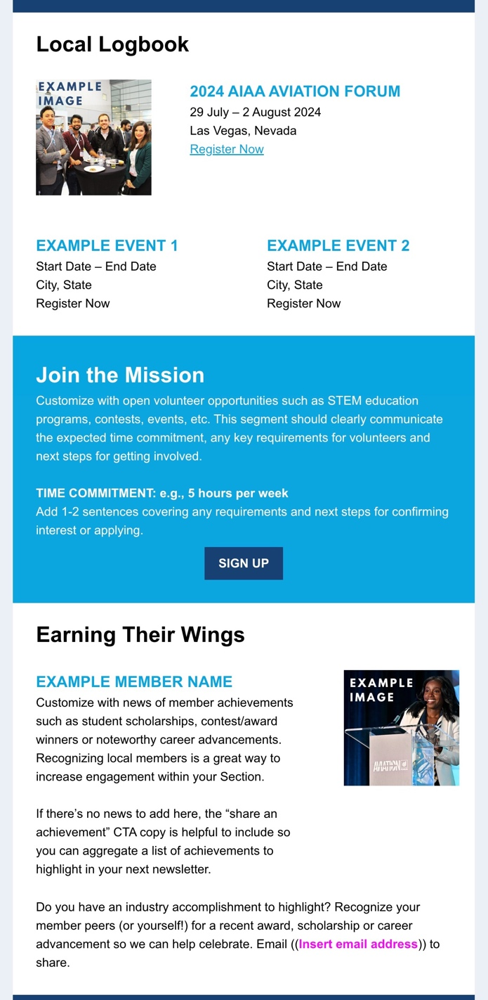 Local Logbook
EXAMPLE
IMAGE
2024 AIAA AVIATION FORUM
29 July – 2 August 2024
Las Vegas, Nevada
Register Now
EXAMPLE EVENT 1
Start Date – End Date
City, State
Register Now
EXAMPLE EVENT 2
Start Date – End Date
City, State
Register Now
Join the Mission
Customize with open volunteer opportunities such as STEM education
programs, contests, events, etc. This segment should clearly communicate
the expected time commitment, any key requirements for volunteers and
next steps for getting involved.
TIME COMMITMENT: e.g., 5 hours per week
Add 1-2 sentences covering any requirements and next steps for confirming
interest or applying.
SIGN UP
Earning Their Wings
EXAMPLE MEMBER NAME
Customize with news of member achievements
such as student scholarships, contest/award
winners or noteworthy career advancements.
Recognizing local members is a great way to
increase engagement within your Section.
If there’s no news to add here, the “share an
achievement” CTA copy is helpful to include so
you can aggregate a list of achievements to
highlight in your next newsletter.
EXAMPLE
IMAGE
AVIATION
Do you have an industry accomplishment to highlight? Recognize your
member peers (or yourself!) for a recent award, scholarship or career
advancement so we can help celebrate. Email ((Insert email address)) to
share.